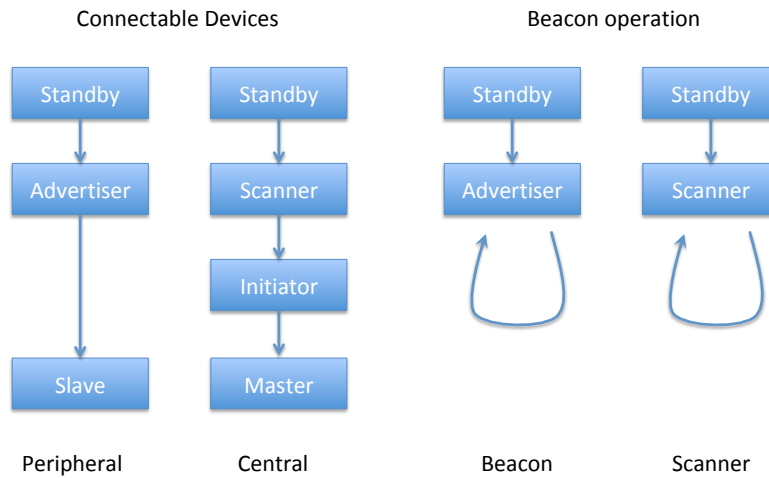 Connectable Devices
Beacon operation
Standby
Standby
Standby
Standby
Advertiser
Scanner
Advertiser
Scanner
Initiator
Slave
Master
Peripheral
Central
Beacon
Scanner